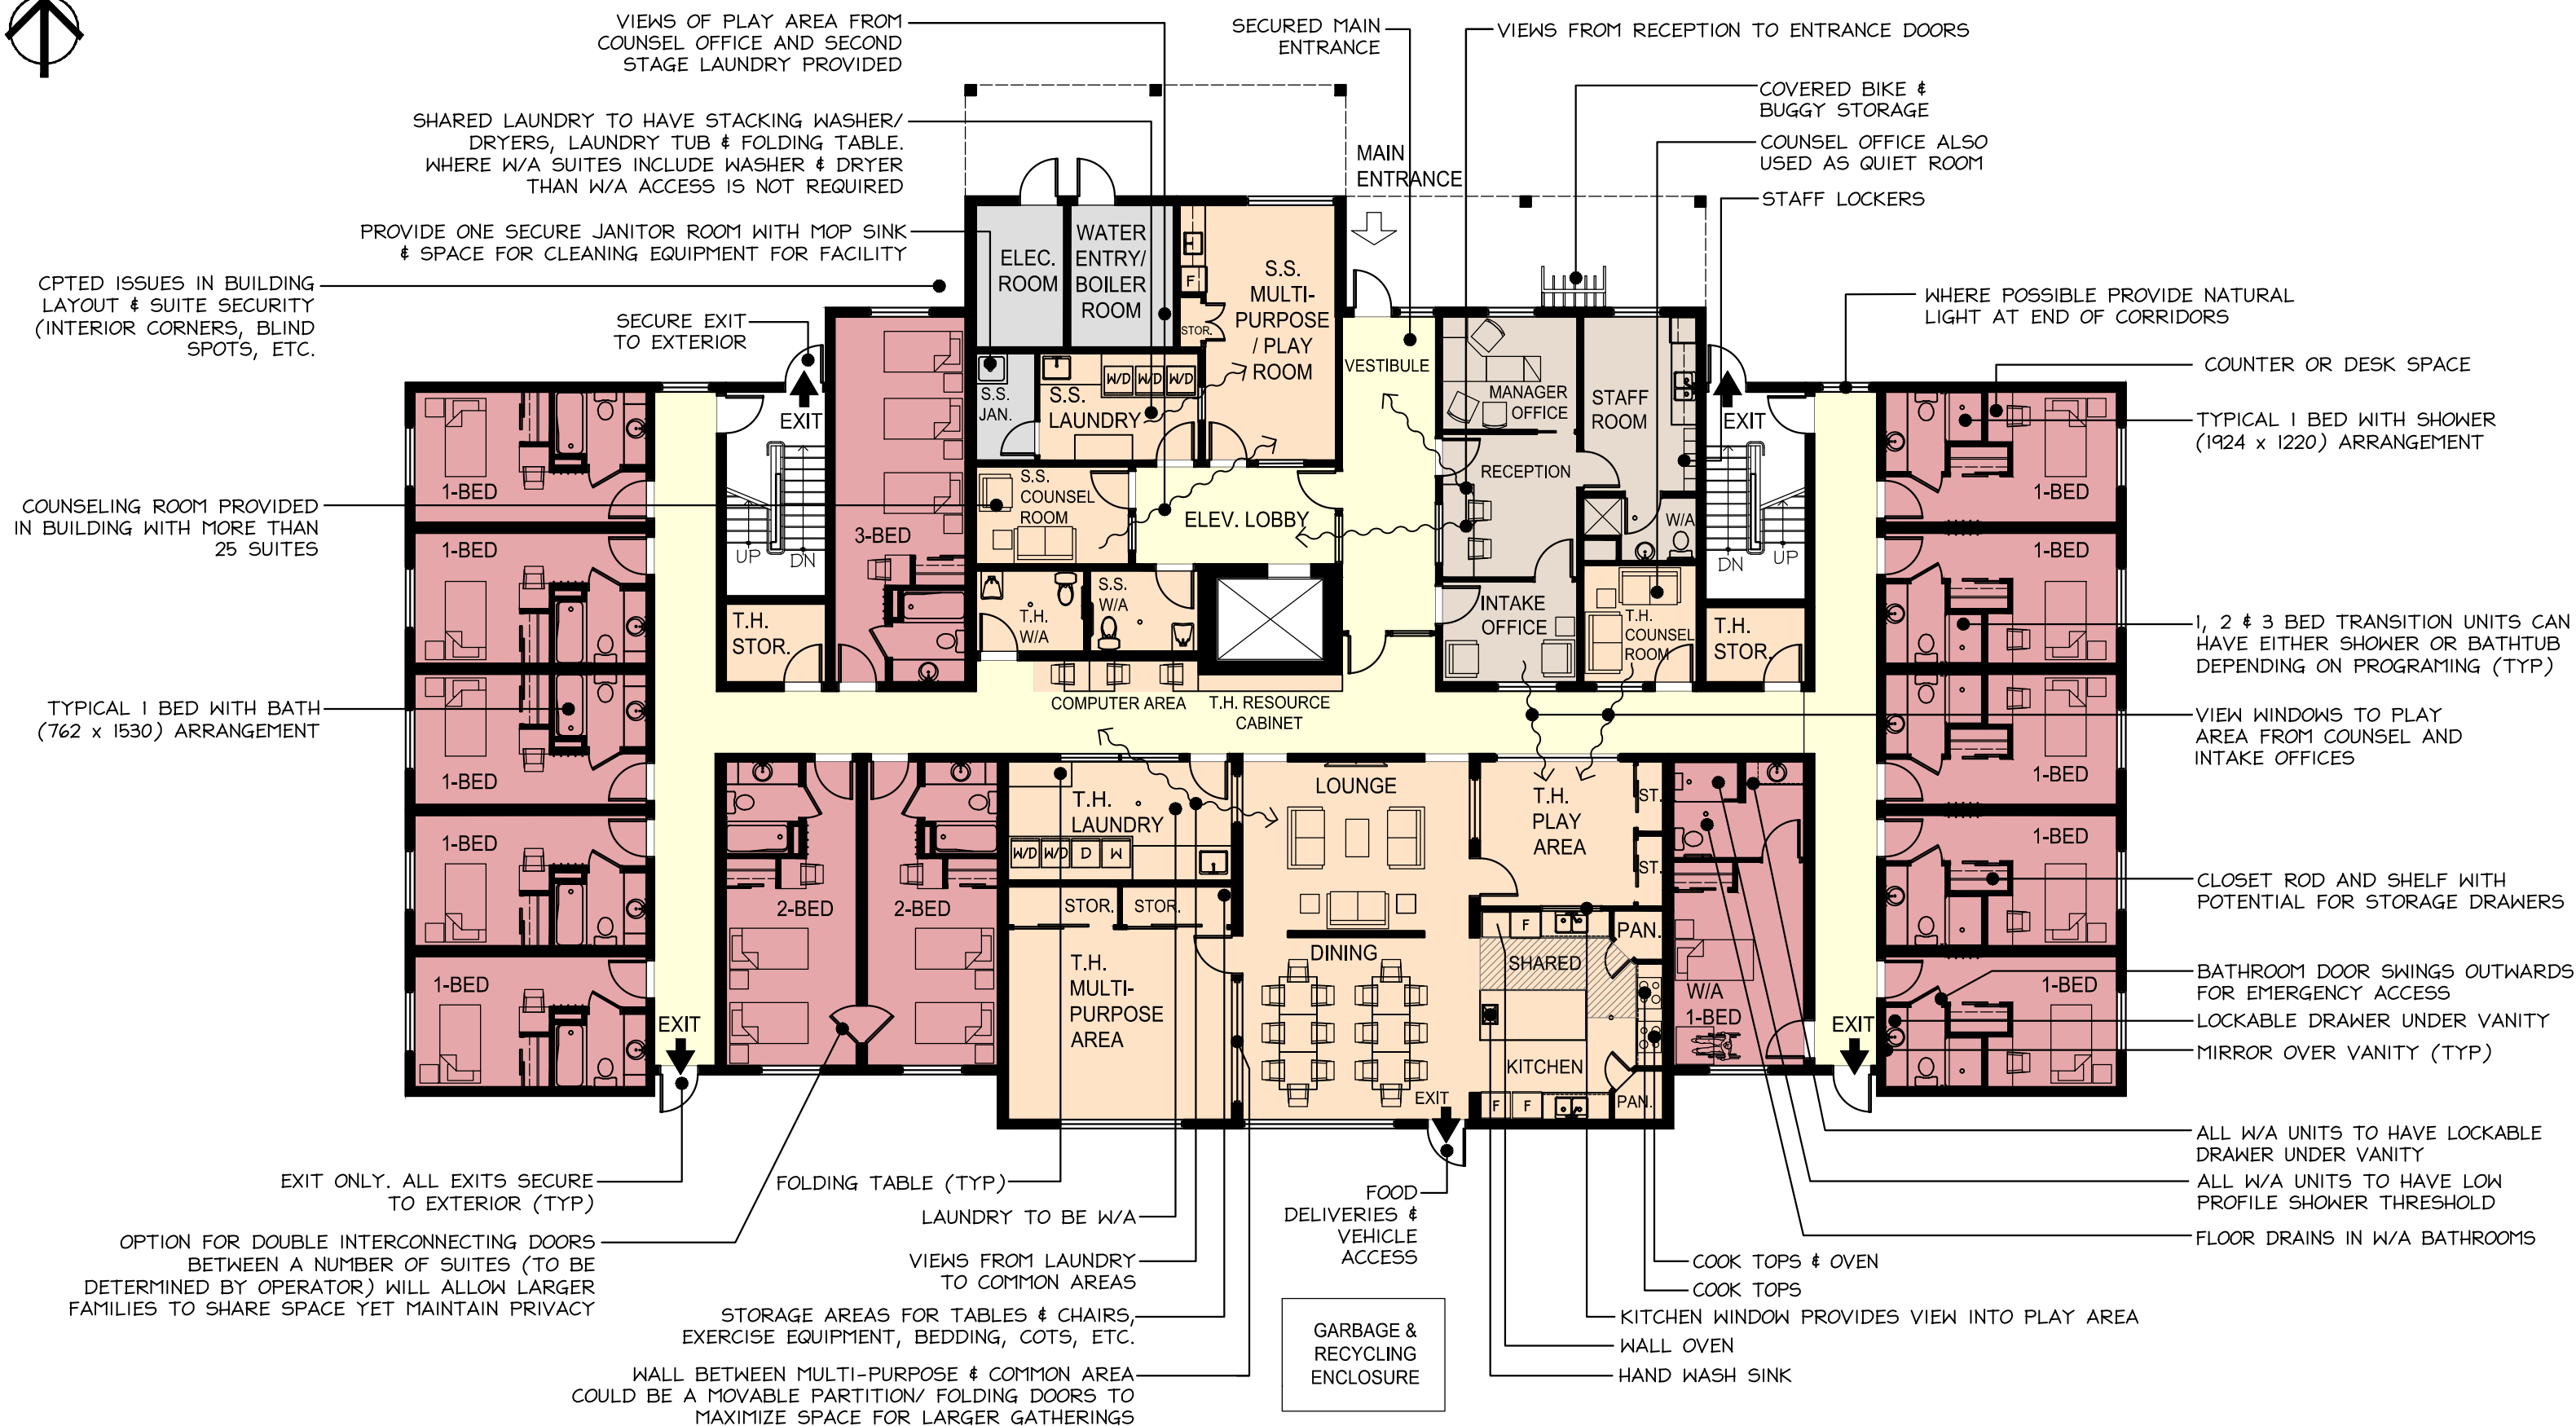 VIEWS OF PLAY AREA FROM
COUNSEL OFFICE AND SECOND
STAGE LAUNDRY PROVIDED
SECURED MAIN
ENTRANCE
VIEWS FROM RECEPTION TO ENTRANCE DOORS
COVERED BIKE &
BUGGY STORAGE
SHARED LAUNDRY TO HAVE STACKING WASHER/
DRYERS, LAUNDRY TUB & FOLDING TABLE.
WHERE W/A SUITES INCLUDE WASHER & DRYER
THAN W/A ACCESS IS NOT REQUIRED
MAIN
ENTRANCE
COUNSEL OFFICE ALSO
USED AS QUIET ROOM
STAFF LOCKERS
PROVIDE ONE SECURE JANITOR ROOM WITH MOP SINK
& SPACE FOR CLEANING EQUIPMENT FOR FACILITY
CPTED ISSUES IN BUILDING
LAYOUT & SUITE SECURITY
(INTERIOR CORNERS, BLIND
SPOTS, ETC.
SECURE EXIT
TO EXTERIOR
ELEC.
ROOM
WATER
ENTRY/
BOILER
ROOM
F
STOR.
S.S.
MULTI-
PURPOSE
/ PLAY
ROOM
WHERE POSSIBLE PROVIDE NATURAL
LIGHT AT END OF CORRIDORS
COUNTER OR DESK SPACE
VESTIBULE
MANAGER
OFFICE
STAFF
ROOM
EXIT
EXIT
S.S.
JAN.
S.S.
LAUNDRY
W/D
W/D
W/D
TYPICAL 1 BED WITH SHOWER
(1924 x 1220) ARRANGEMENT
1-BED
1-BED
COUNSELING ROOM PROVIDED
IN BUILDING WITH MORE THAN
25 SUITES
S.S.
COUNSEL
ROOM
ELEV. LOBBY
RECEPTION
W/A
3-BED
UP
DN
DN
UP
1-BED
1-BED
T.H.
STOR.
T.H.
W/A
S.S.
W/A
INTAKE
OFFICE
T.H.
COUNSEL
ROOM
T.H.
STOR.
1, 2 & 3 BED TRANSITION UNITS CAN
HAVE EITHER SHOWER OR BATHTUB
DEPENDING ON PROGRAMING (TYP)
TYPICAL 1 BED WITH BATH
(762 x 1530) ARRANGEMENT
COMPUTER AREA
T.H. RESOURCE
CABINET
VIEW WINDOWS TO PLAY
AREA FROM COUNSEL AND
INTAKE OFFICES
1-BED
1-BED
T.H.
LAUNDRY
W/D
W/D
D
W
LOUNGE
T.H.
PLAY
AREA
ST.
ST.
1-BED
1-BED
2-BED
2-BED
STOR.
STOR.
CLOSET ROD AND SHELF WITH
POTENTIAL FOR STORAGE DRAWERS
T.H.
MULTI-
PURPOSE
AREA
DINING
F
SHARED
PAN.
KITCHEN
F
F
PAN.
EXIT
W/A
1-BED
1-BED
1-BED
EXIT
EXIT
BATHROOM DOOR SWINGS OUTWARDS
FOR EMERGENCY ACCESS
LOCKABLE DRAWER UNDER VANITY
MIRROR OVER VANITY (TYP)
ALL W/A UNITS TO HAVE LOCKABLE
DRAWER UNDER VANITY
ALL W/A UNITS TO HAVE LOW
PROFILE SHOWER THRESHOLD
FLOOR DRAINS IN W/A BATHROOMS
EXIT ONLY. ALL EXITS SECURE
TO EXTERIOR (TYP)
FOLDING TABLE (TYP)
LAUNDRY TO BE W/A
FOOD
DELIVERIES &
VEHICLE
ACCESS
OPTION FOR DOUBLE INTERCONNECTING DOORS
BETWEEN A NUMBER OF SUITES (TO BE
DETERMINED BY OPERATOR) WILL ALLOW LARGER
FAMILIES TO SHARE SPACE YET MAINTAIN PRIVACY
VIEWS FROM LAUNDRY
TO COMMON AREAS
COOK TOPS & OVEN
COOK TOPS
STORAGE AREAS FOR TABLES & CHAIRS,
EXERCISE EQUIPMENT, BEDDING, COTS, ETC.
KITCHEN WINDOW PROVIDES VIEW INTO PLAY AREA
WALL OVEN
HAND WASH SINK
GARBAGE &
RECYCLING
ENCLOSURE
WALL BETWEEN MULTI-PURPOSE & COMMON AREA
COULD BE A MOVABLE PARTITION/ FOLDING DOORS TO
MAXIMIZE SPACE FOR LARGER GATHERINGS